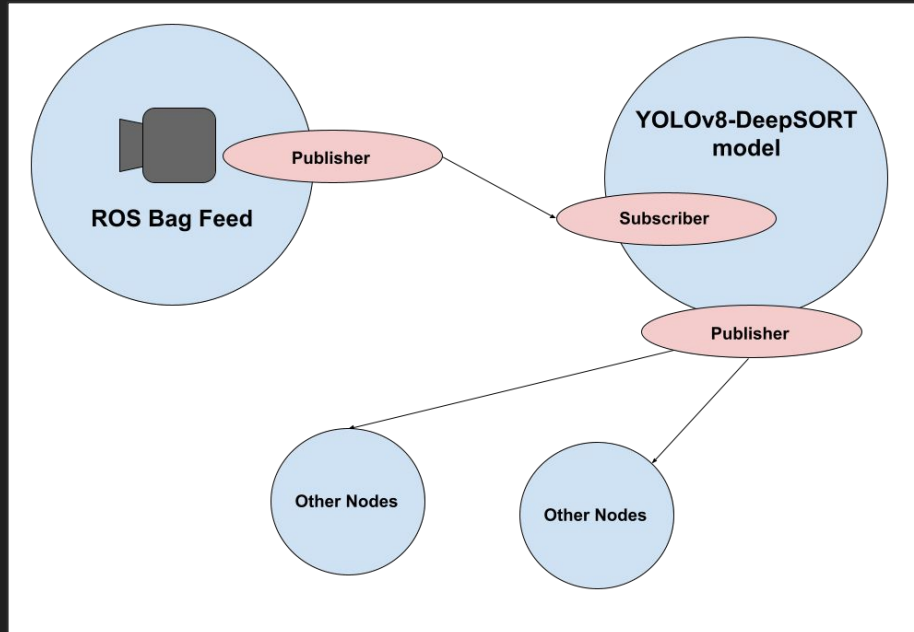 Publisher
ROS Bag Feed
YOLOv8-DeepSORT
model
Subscriber
Publisher
Other Nodes
Other Nodes